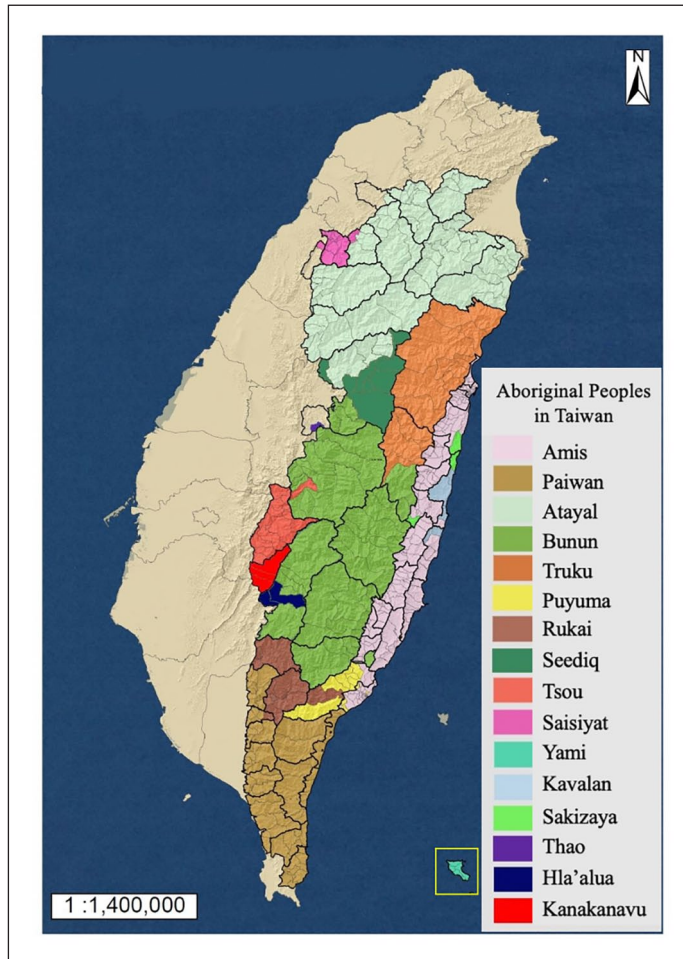 N
Aboriginal Peoples
in Taiwan
Amis
Paiwan
Atayal
Bunun
Truku
Puyuma
Rukai
Seediq
Tsou
Saisiyat
Yami
Kavalan
Sakizaya
Thao
Hla’alua
Kanakanavu
1 :1,400,000